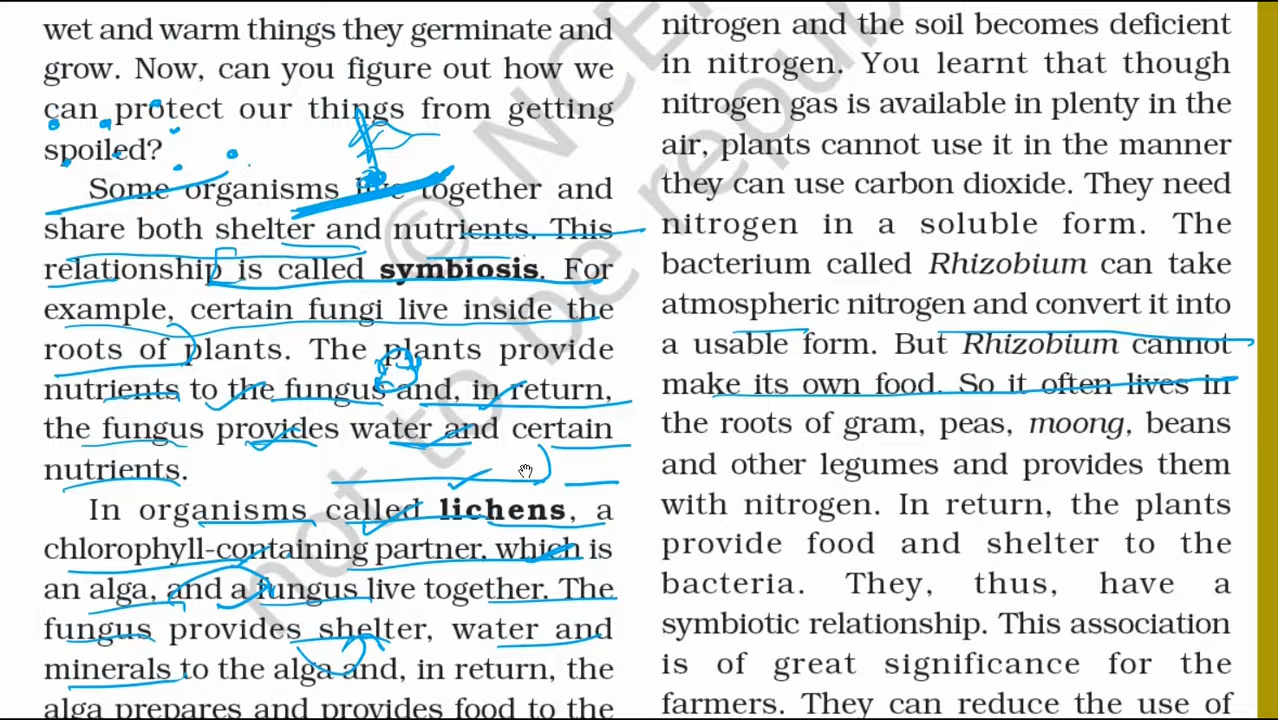 wet and warm things they germinate and
grow. Now, can you figure out how we
can protect our things from getting
spoiled?
Some organisms live together and
share both shelter and nutrients. This
relationship is called symbiosis. For
example, certain fungi live inside the
roots of plants. The plants provide
nutrients to the fungus and, in return,
the fungus provides water and certain
nutrients.
In organisms called lichens, a
chlorophyll-containing partner, which is
an alga, and a fungus live together. The
fungus provides shelter, water and
minerals to the alga and, in return, the
alga prepares and provides food to the
nitrogen and the soil becomes deficient
in nitrogen. You learnt that though
nitrogen gas is available in plenty in the
air, plants cannot use it in the manner
they can use carbon dioxide. They need
nitrogen in a soluble form. The
bacterium called Rhizobium can take
atmospheric nitrogen and convert it into
a usable form. But Rhizobium cannot
make its own food. So it often lives in
the roots of gram, peas, moong, beans
and other legumes and provides them
with nitrogen. In return, the plants
provide food and shelter to the
bacteria. They, thus, have a
symbiotic relationship. This association
is of great significance for the
farmers. They can reduce the use of
© NCE
not to be republ